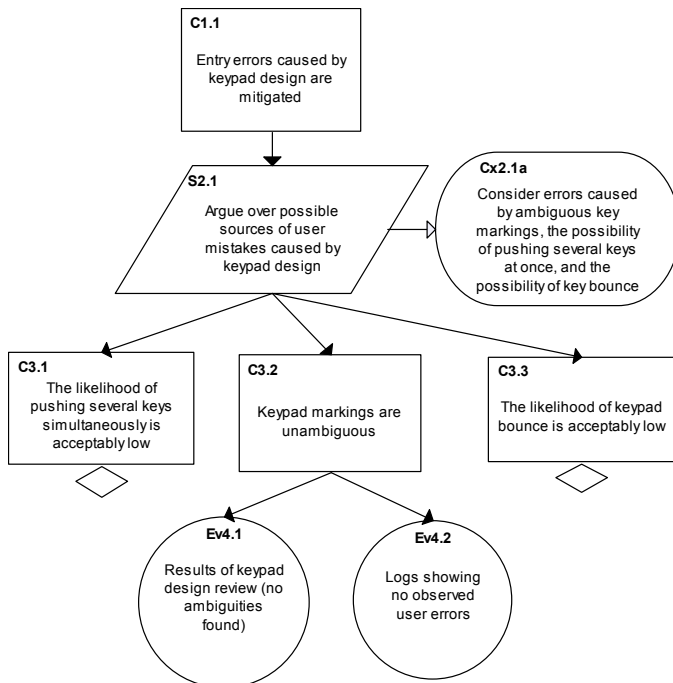 C1.1
Entry errors caused by
keypad design are
mitigated
S2.1
Argue over possible
sources of user
mistakes caused by
keypad design
Cx2.1a
Consider errors caused
by ambiguous key
markings, the possibility
of pushing several keys
at once, and the
possibility of key bounce
C3.1
The likelihood of
pushing several keys
simultaneously is
acceptably low
C3.2
Keypad markings are
unambiguous
C3.3
The likelihood of keypad
bounce is acceptably low
Ev4.1
Results of keypad
design review (no
ambiguities
found)
Ev4.2
Logs showing
no observed
user errors